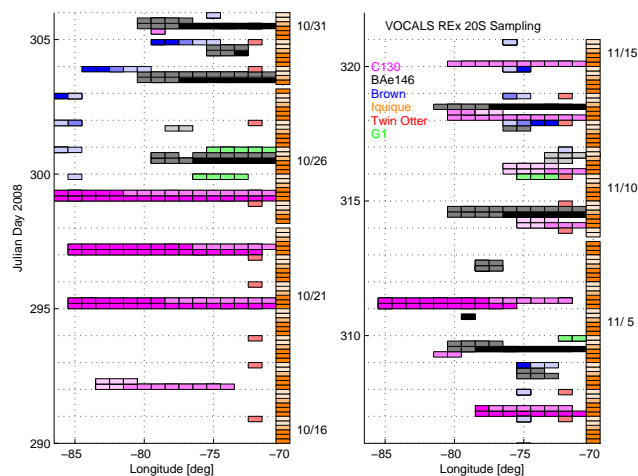 VOCALS REx 20S Sampling
C130
BAe146
Brown
Iquique
Twin Otter
G1
Julian Day 2008
305
300
295
290
10/31
10/26
10/21
10/16
−85
−80
−75
−70
Longitude [deg]
320
315
310
11/15
11/10
11/ 5
−85
−80
−75
−70
Longitude [deg]